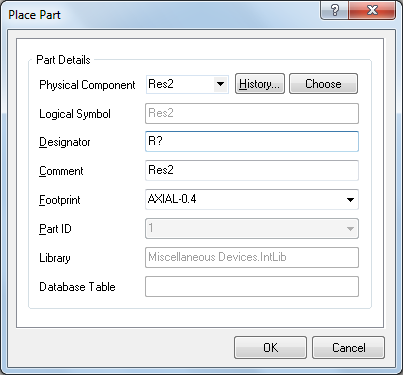 Place Part
? X
Part Details
Physical Component Res2 History... Choose
Logical Symbol Res2
Designator R?
Comment Res2
Footprint AXIAL-0.4
Part ID 1
Library Miscellaneous Devices.IntLib
Database Table
OK Cancel